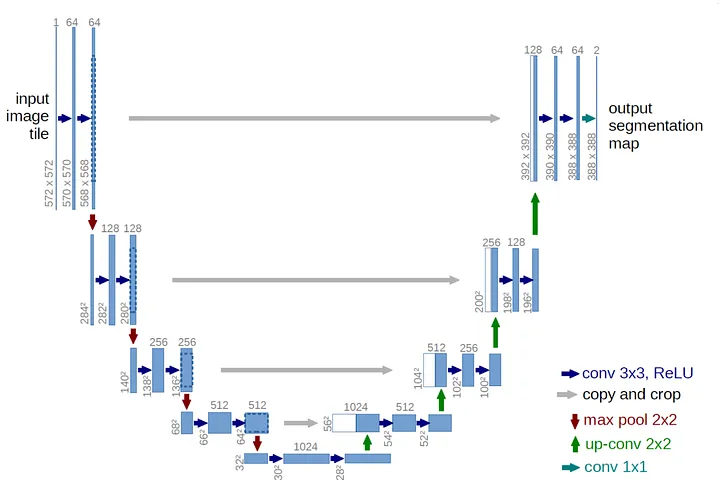 1 64 64
128 64 64 2
input
image
tile
output
segmentation
map
572 x 572
570 x 570
568 x 568
392 x 392
390 x 390
388 x 388
388 x 388
128 128
256 128
284²
282²
280²
200²
198²
196²
256 256
512 256
140²
138²
136²
104²
102²
100²
conv 3x3, ReLU
copy and crop
max pool 2x2
up-conv 2x2
conv 1x1
512 512
1024 512
68²
66²
64²
56²
54²
52²
1024
32²
30²
28²